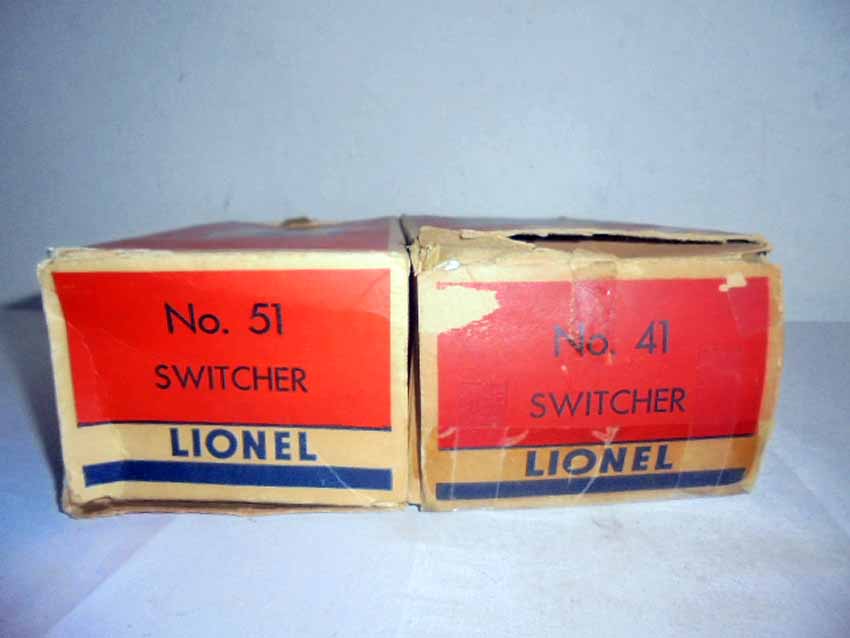 No. 51
SWITCHER
LIONEL
No. 41
SWITCHER
LIONEL